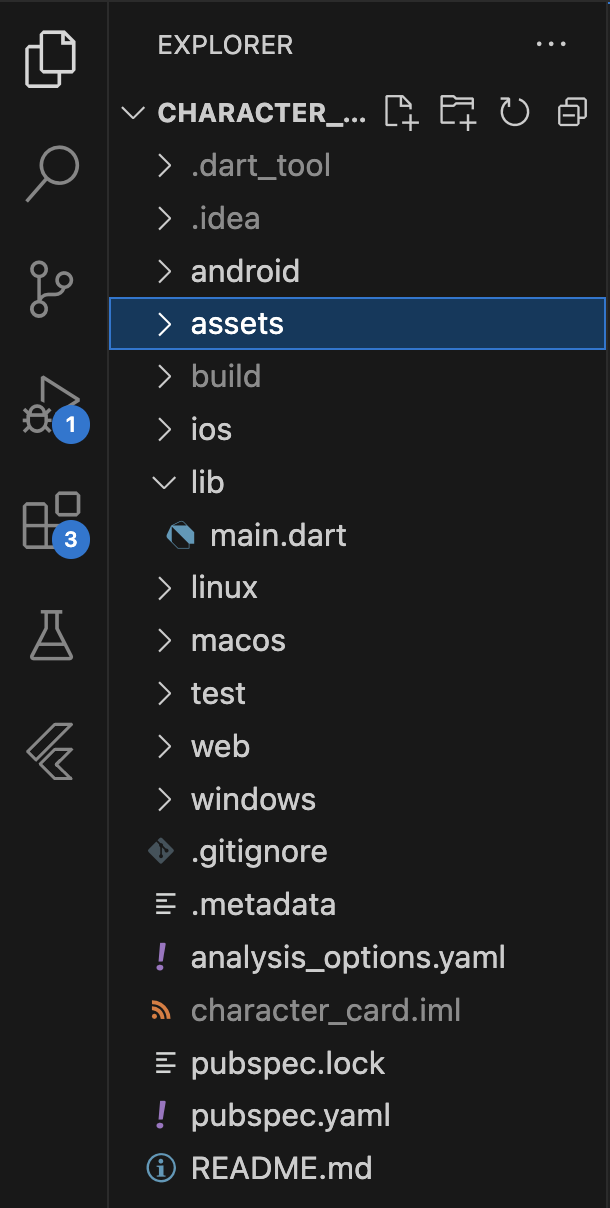 EXPLORER
CHARACTER_...
.dart_tool
.idea
android
assets
build
1
ios
lib
3
main.dart
linux
macos
test
web
windows
.gitignore
.metadata
! analysis_options.yaml
character_card.iml
pubspec.lock
! pubspec.yaml
README.md